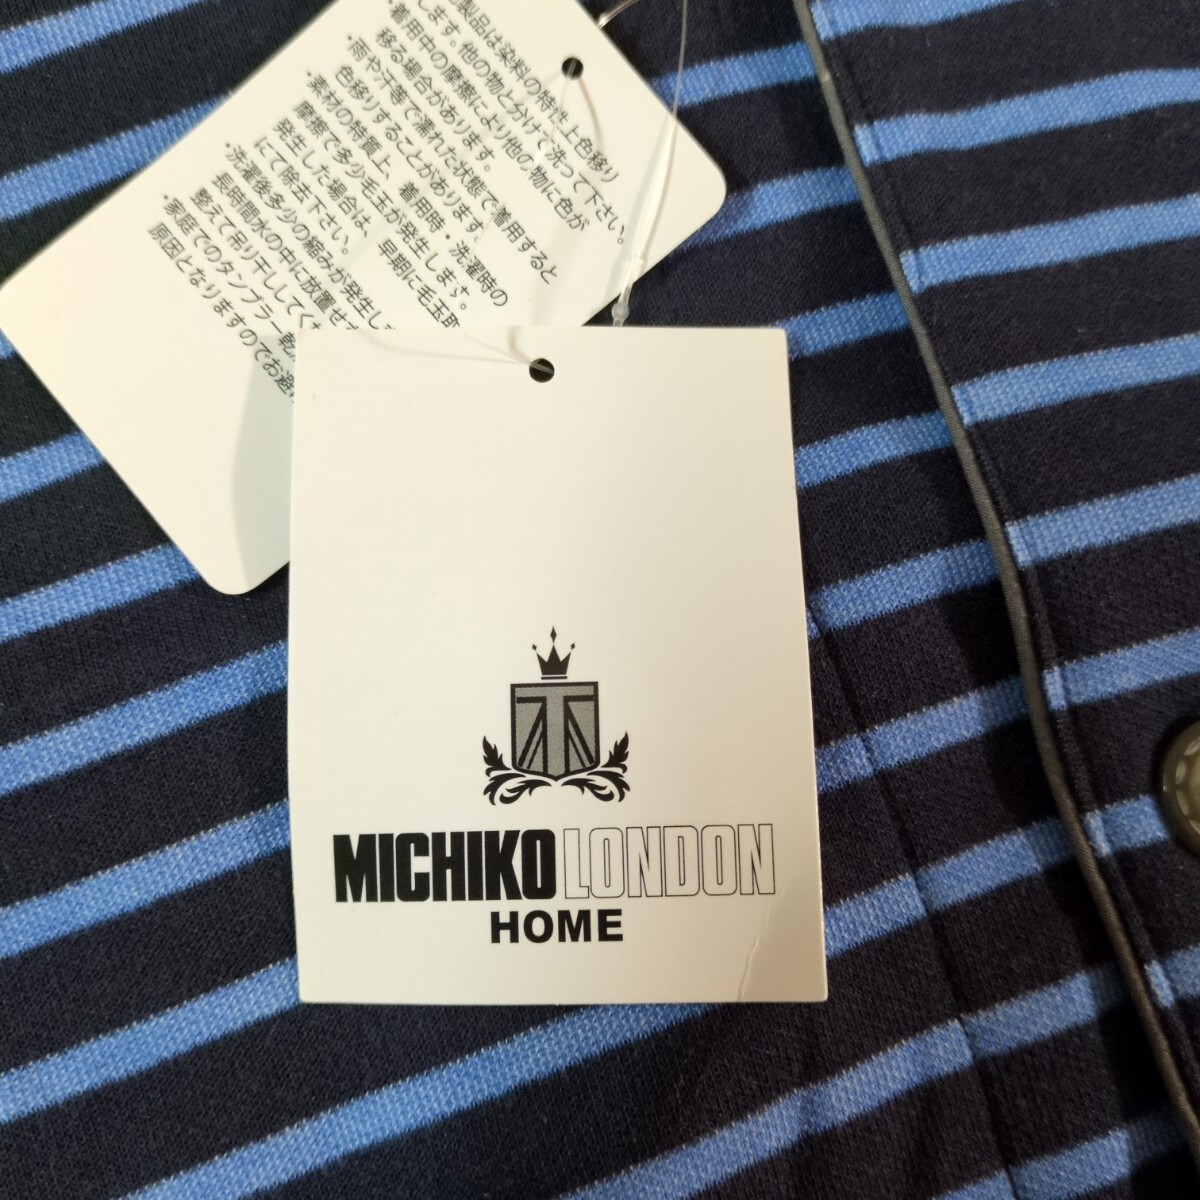 製品は染料の特性上色移り
します。他の物とわけて洗って下さい。
・着用中の摩擦により他の物に色が
移る場合があります。
・雨や汗等で濡れた状態で着用すると
色移りすることがあります。
・素材の特質上、着用時・洗濯時の
摩擦で多少毛玉が発生します。
発生した場合は、早期に毛玉取
にて除去下さい。
・洗濯後多少の縮みが発生しま
長時間水の中に放置せ
整えて吊り干ししてくだ
・家庭でのタンブラー乾
原因となりますのでお避
MICHIKO LONDON
HOME